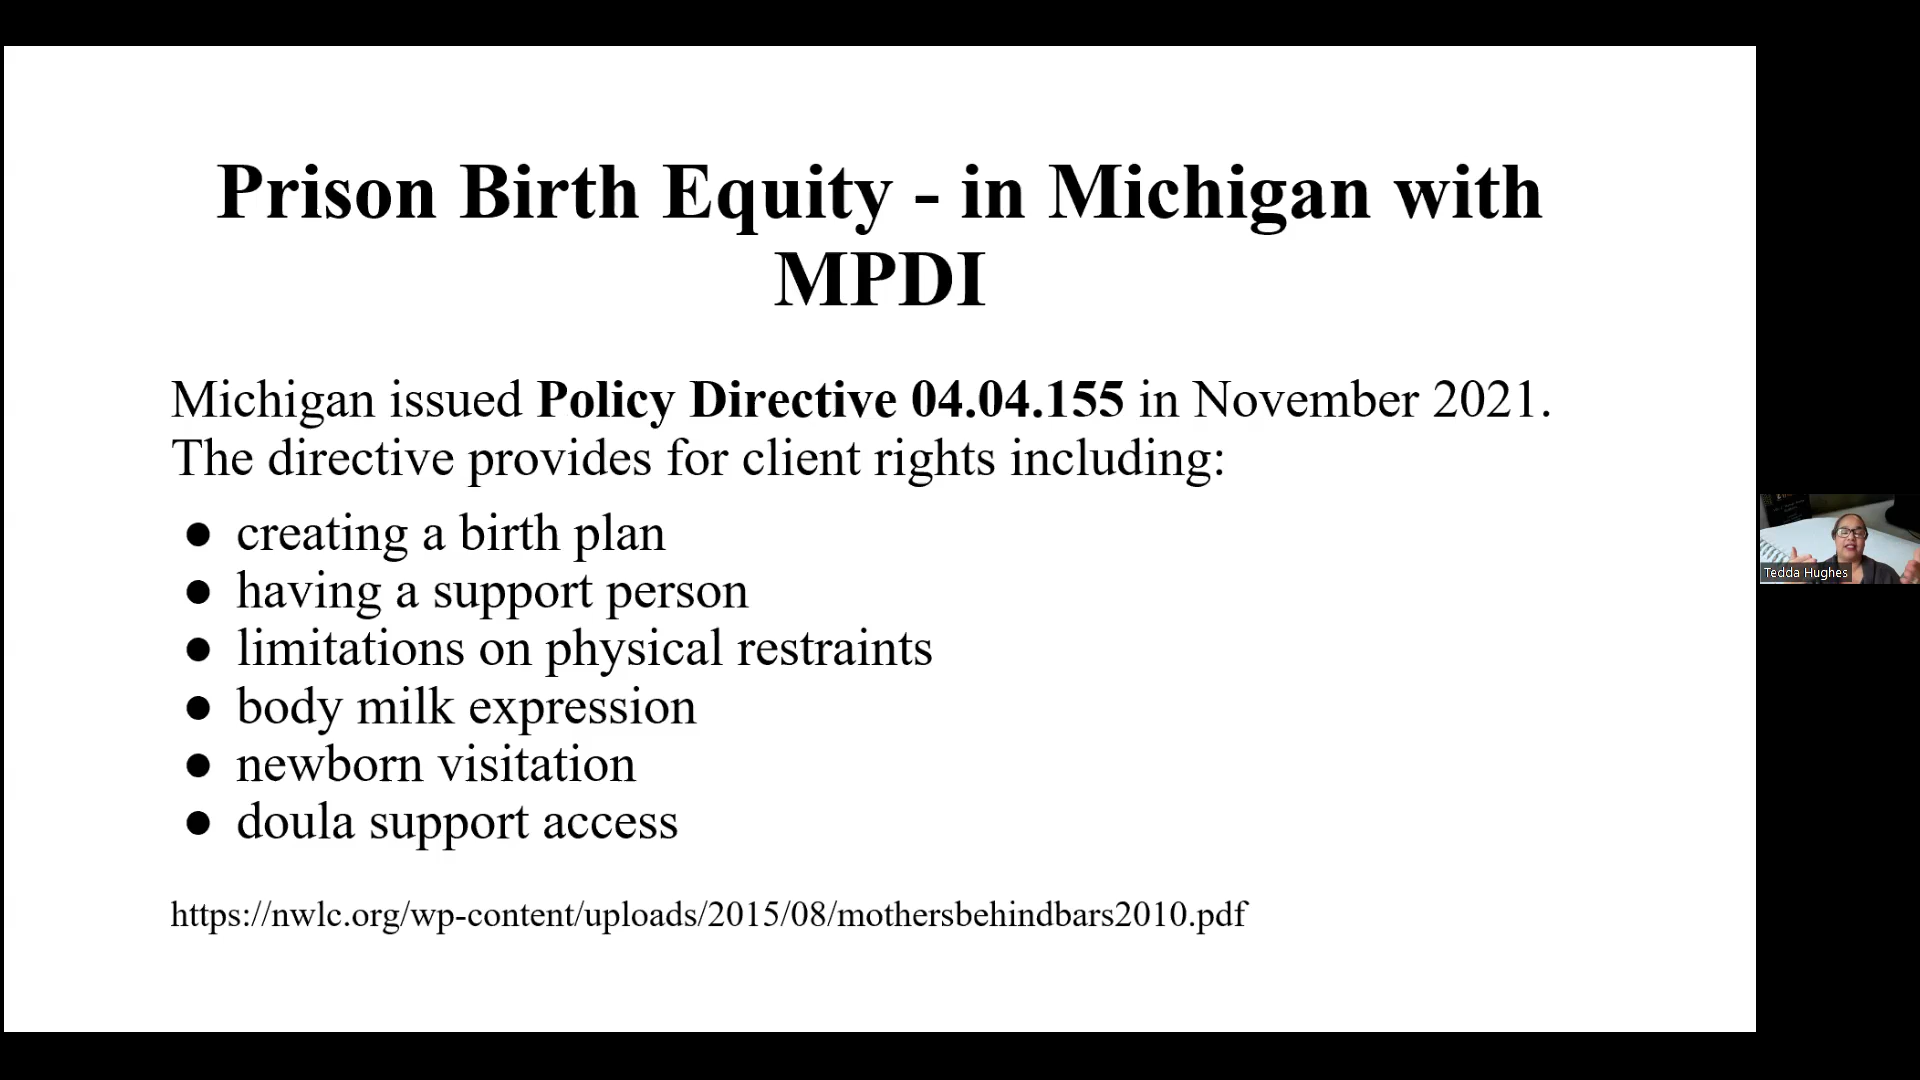 Prison Birth Equity - in Michigan with
MPDI
Michigan issued Policy Directive 04.04.155 in November 2021.
The directive provides for client rights including:
● creating a birth plan
● having a support person
● limitations on physical restraints
● body milk expression
● newborn visitation
● doula support access
https://nwlc.org/wp-content/uploads/2015/08/mothersbehindbars2010.pdf
Tedda Hughes